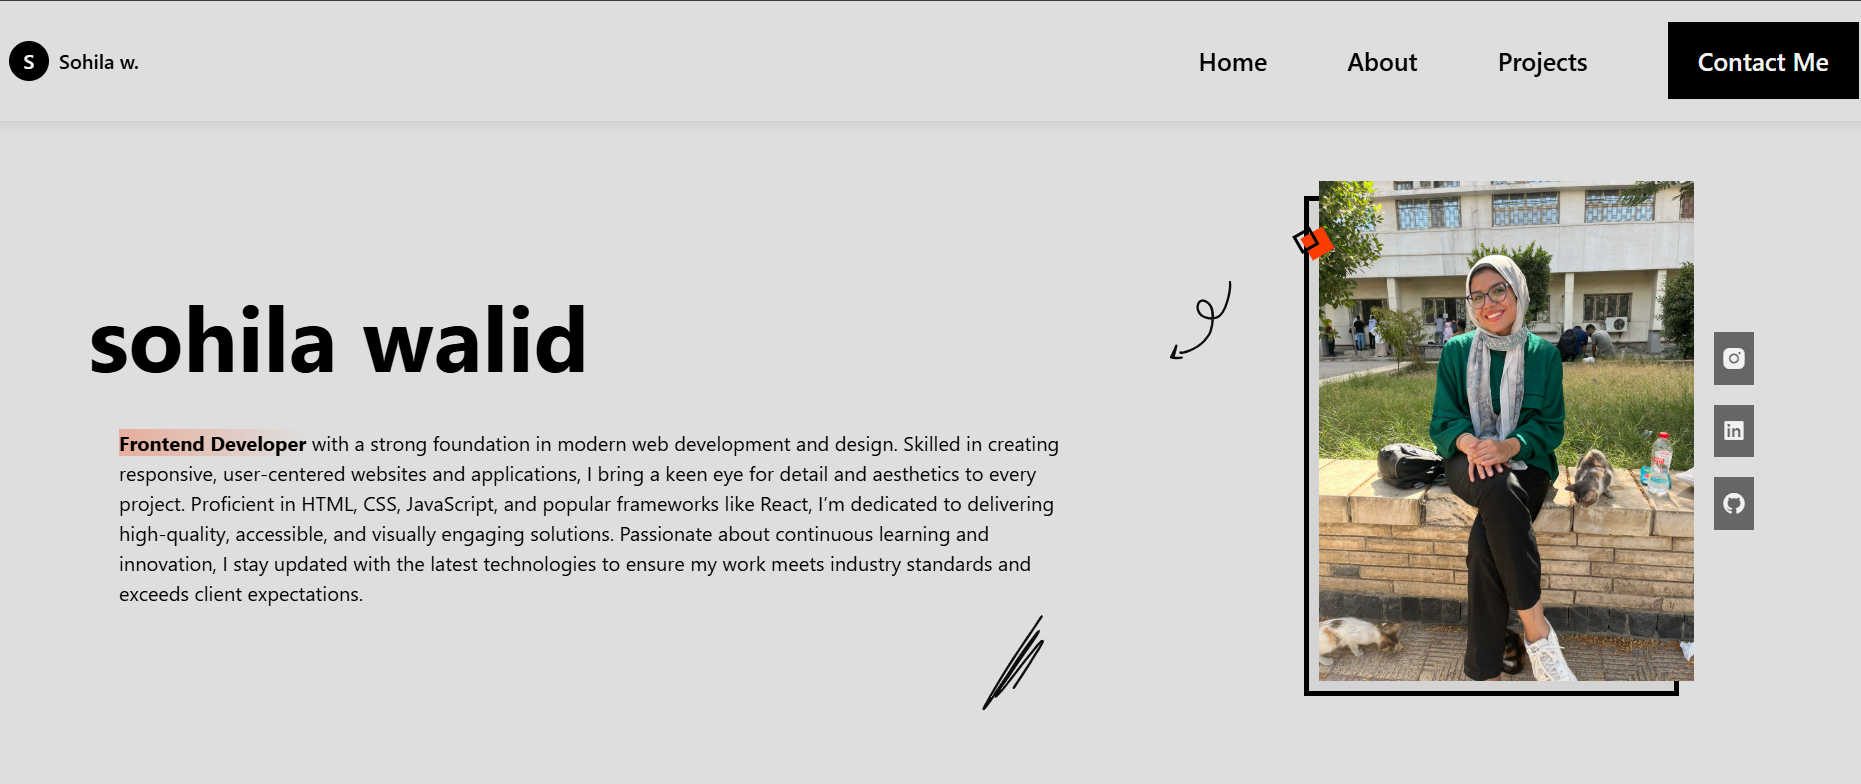 S
Sohila w.
Home
About
Projects
Contact Me
sohila walid
Frontend Developer with a strong foundation in modern web development and design. Skilled in creating
responsive, user-centered websites and applications, I bring a keen eye for detail and aesthetics to every
project. Proficient in HTML, CSS, JavaScript, and popular frameworks like React, I’m dedicated to delivering
high-quality, accessible, and visually engaging solutions. Passionate about continuous learning and
innovation, I stay updated with the latest technologies to ensure my work meets industry standards and
exceeds client expectations.
in